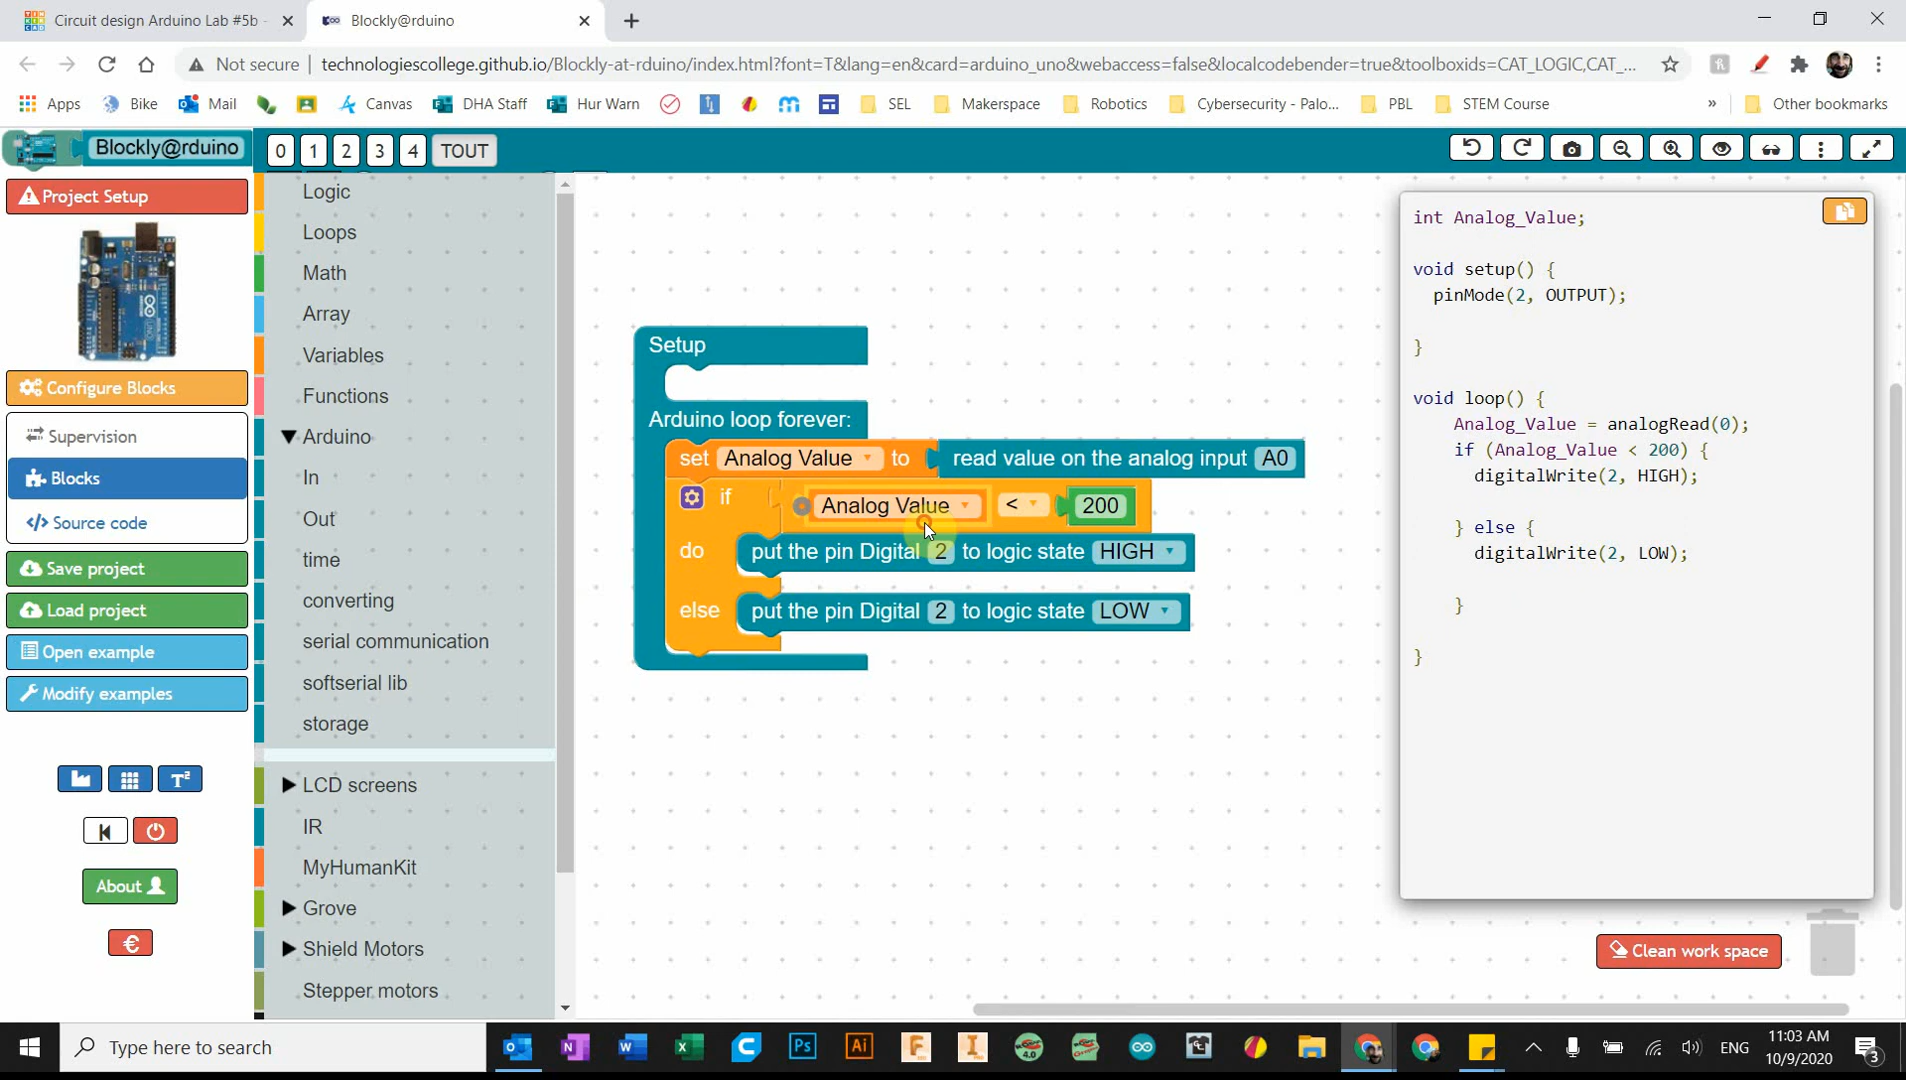 Circuit design Arduino Lab #5b
Blockly@rduino
Not secure
technologiescollege.github.io/Blockly-at-rduino/index.html?font=T&lang=en&card=arduino_uno&webaccess=false&localcodebender=true&toolboxids=CAT_LOGIC,CAT_...
Apps
Bike
Mail
Canvas
DHA Staff
Hur Warn
SEL
Makerspace
Robotics
Cybersecurity - Palo...
PBL
STEM Course
»
Other bookmarks
Blockly@rduino
0 1 2 3 4 TOUT
Project Setup
Configure Blocks
Supervision
Blocks
Source code
Save project
Load project
Open example
Modify examples
About
€
Logic
Loops
Math
Array
Variables
Functions
Arduino
In
Out
time
converting
serial communication
softserial lib
storage
LCD screens
IR
MyHumanKit
Grove
Shield Motors
Stepper motors
Setup
Arduino loop forever:
set Analog Value to read value on the analog input A0
if Analog Value < 200
do put the pin Digital 2 to logic state HIGH
else put the pin Digital 2 to logic state LOW
int Analog_Value;
void setup() {
pinMode(2, OUTPUT);
}
void loop() {
Analog_Value = analogRead(0);
if (Analog_Value < 200) {
digitalWrite(2, HIGH);
} else {
digitalWrite(2, LOW);
}
}
Clean work space
Type here to search
ENG
11:03 AM
10/9/2020
3